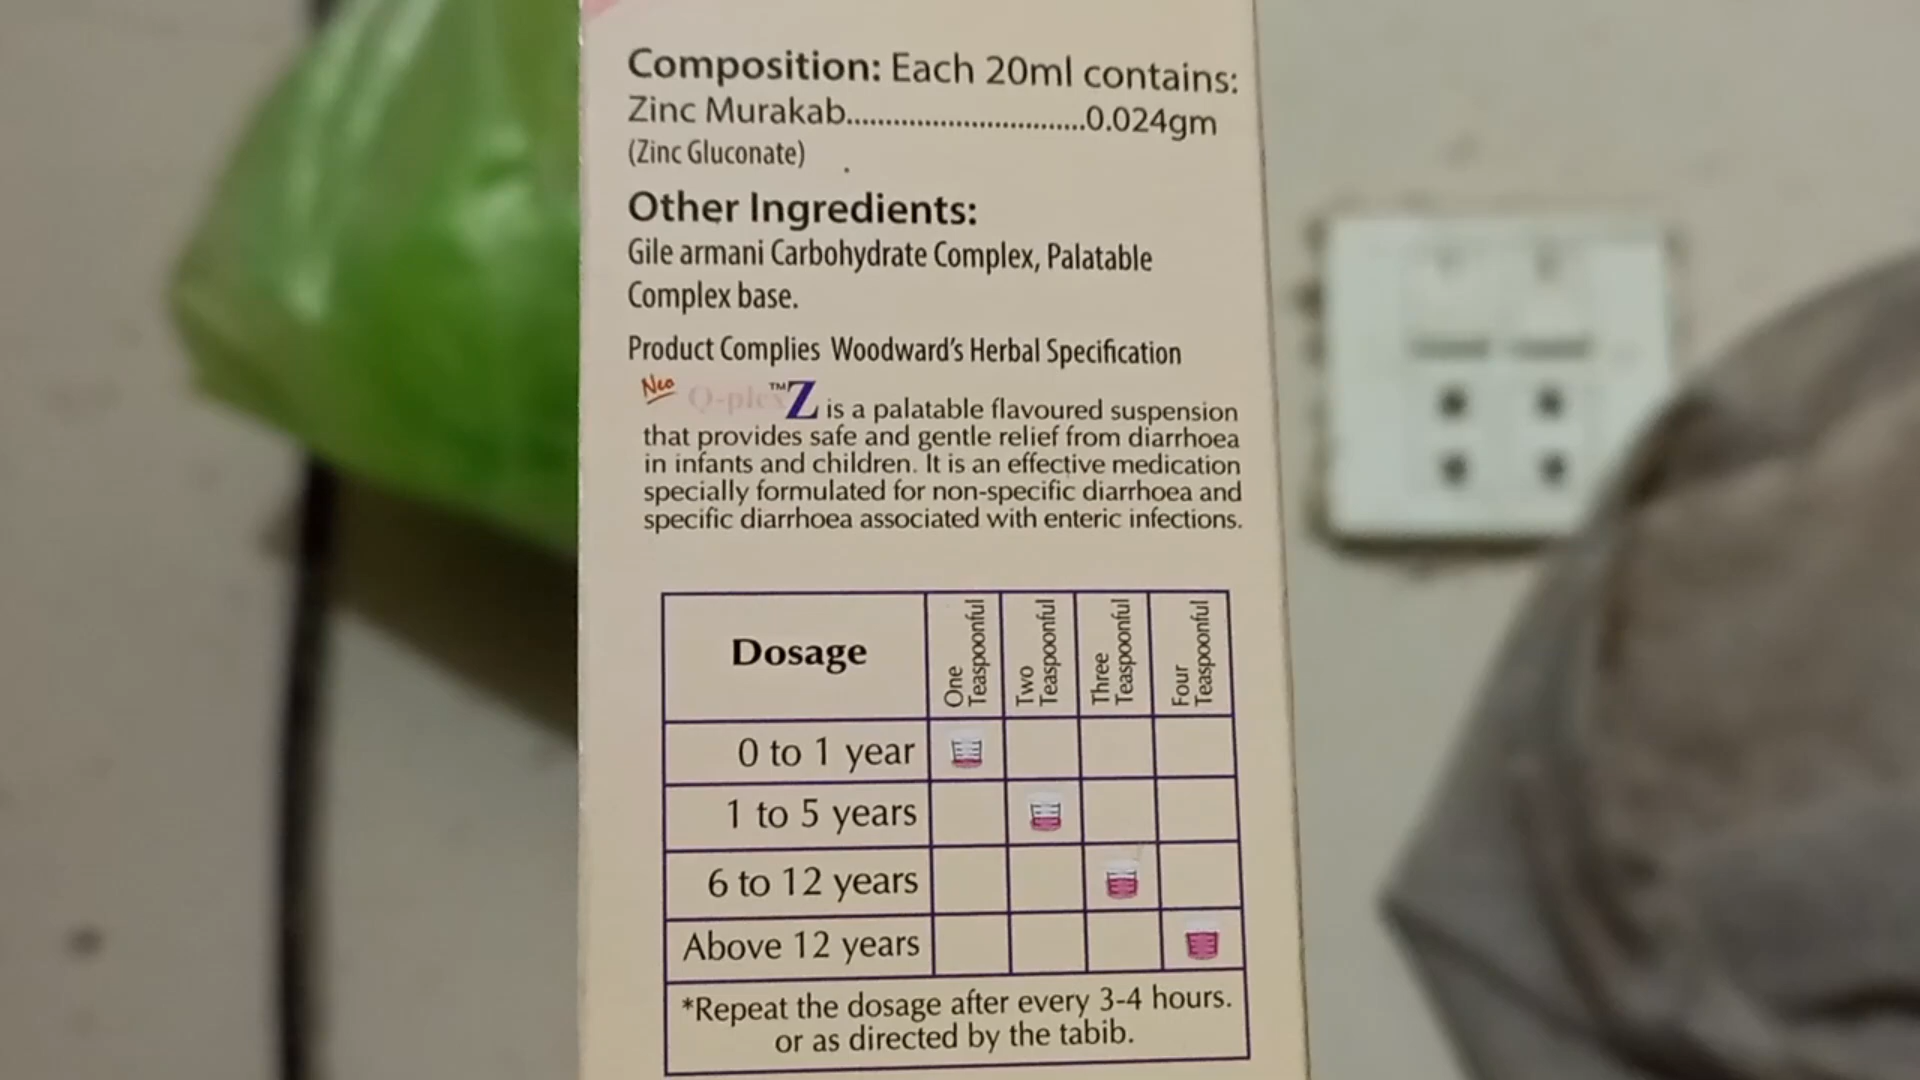 Composition: Each 20ml contains:
Zinc Murakab...............................0.024gm
(Zinc Gluconate)
Other Ingredients:
Gile armani Carbohydrate Complex, Palatable
Complex base.
Product Complies Woodward's Herbal Specification
Neo Q-plex™Z is a palatable flavoured suspension
that provides safe and gentle relief from diarrhoea
in infants and children. It is an effective medication
specially formulated for non-specific diarrhoea and
specific diarrhoea associated with enteric infections.
Dosage
One Teaspoonful
Two Teaspoonful
Three Teaspoonful
Four Teaspoonful
0 to 1 year
1 to 5 years
6 to 12 years
Above 12 years
*Repeat the dosage after every 3-4 hours.
or as directed by the tabib.